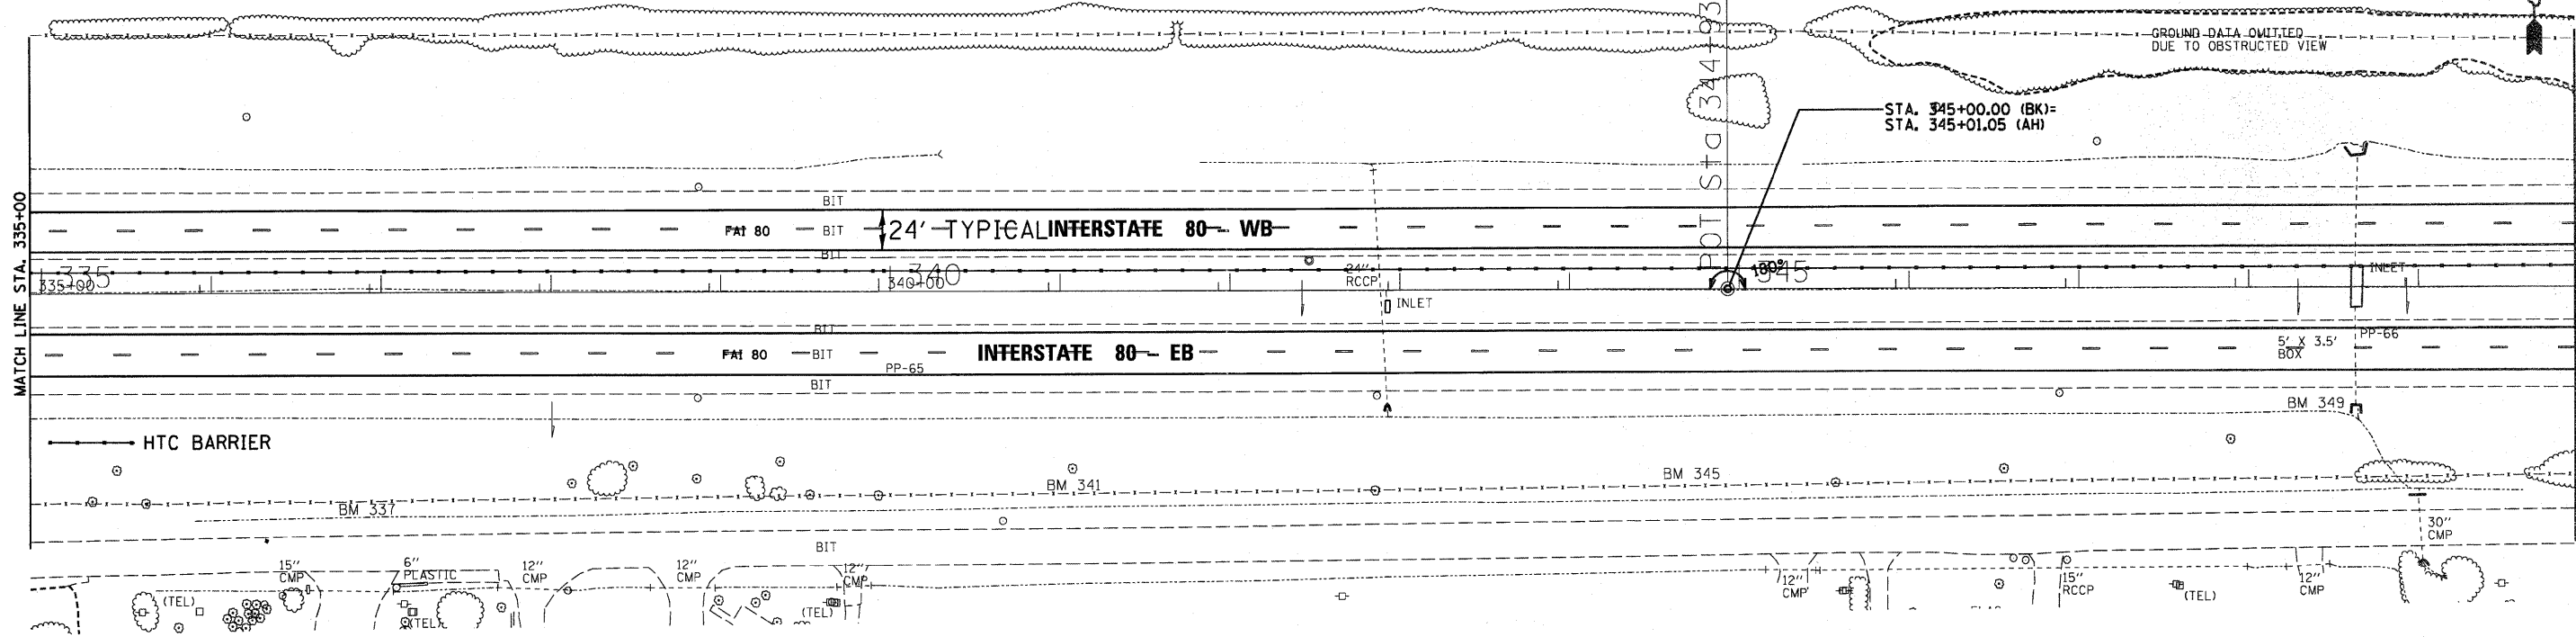 GROUND DATA OMITTED
DUE TO OBSTRUCTED VIEW
POT Sta 344+93
STA. 345+00.00 (BK)=
STA. 345+01.05 (AH)
MATCH LINE STA. 335+00
BIT
FAI 80 BIT 24' TYPICAL INTERSTATE 80 WB
BIT
335 340 180° 345
24" RCCP
INLET
335+00 340+00
INLET
BIT
PP-66
5' X 3.5'
BOX
FAI 80 BIT INTERSTATE 80 EB
PP-65
BIT
BM 349
HTC BARRIER
BM 345
BM 341
BM 337
30"
CMP
BIT
15"
CMP
6"
PLASTIC
12"
CMP
12"
CMP
12"
CMP
12"
CMP
15"
RCCP
12"
CMP
(TEL)
(TEL)
(TEL)
(TEL)